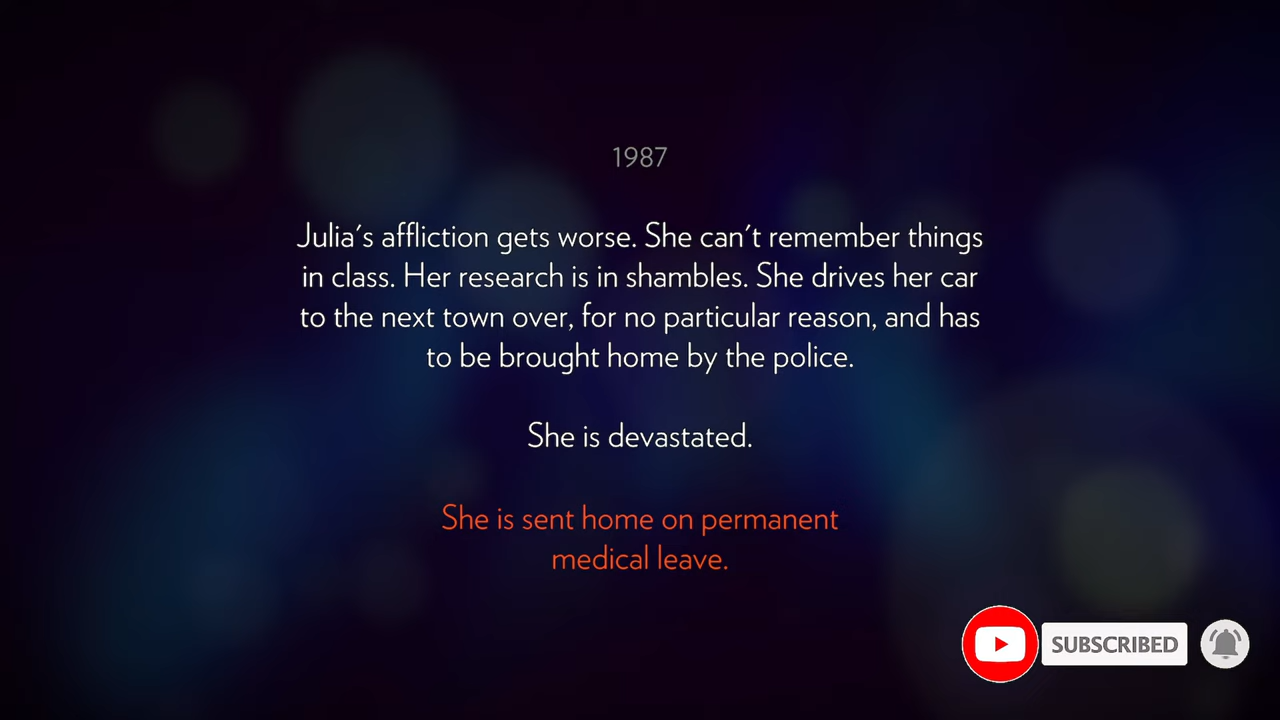 1987
Julia's affliction gets worse. She can't remember things
in class. Her research is in shambles. She drives her car
to the next town over, for no particular reason, and has
to be brought home by the police.
She is devastated.
She is sent home on permanent
medical leave.
SUBSCRIBED